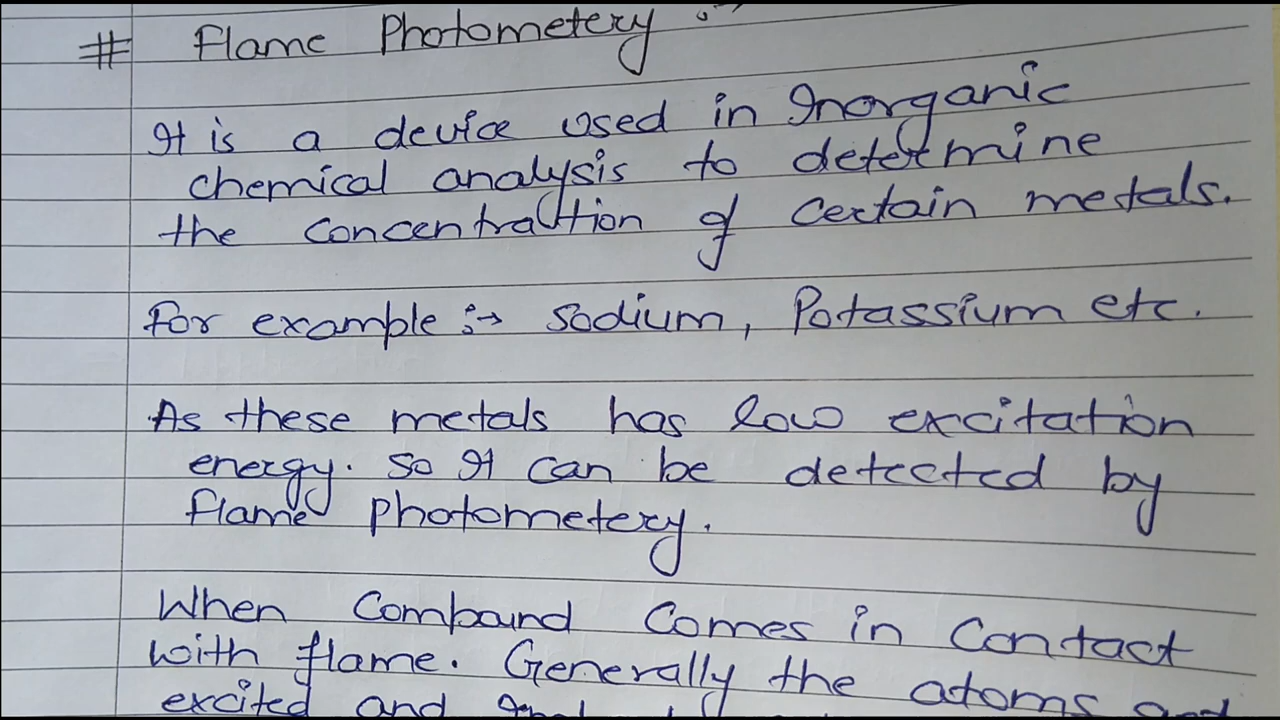 # Flame Photometery :→
It is a device used in Inorganic
chemical analysis to determine
the concentration of certain metals.
For example :→ Sodium, Potassium etc.
As these metals has low excitation
energy. So It can be detected by
flame photometery.
When Compound Comes in Contact
with flame. Generally the atoms
excited and